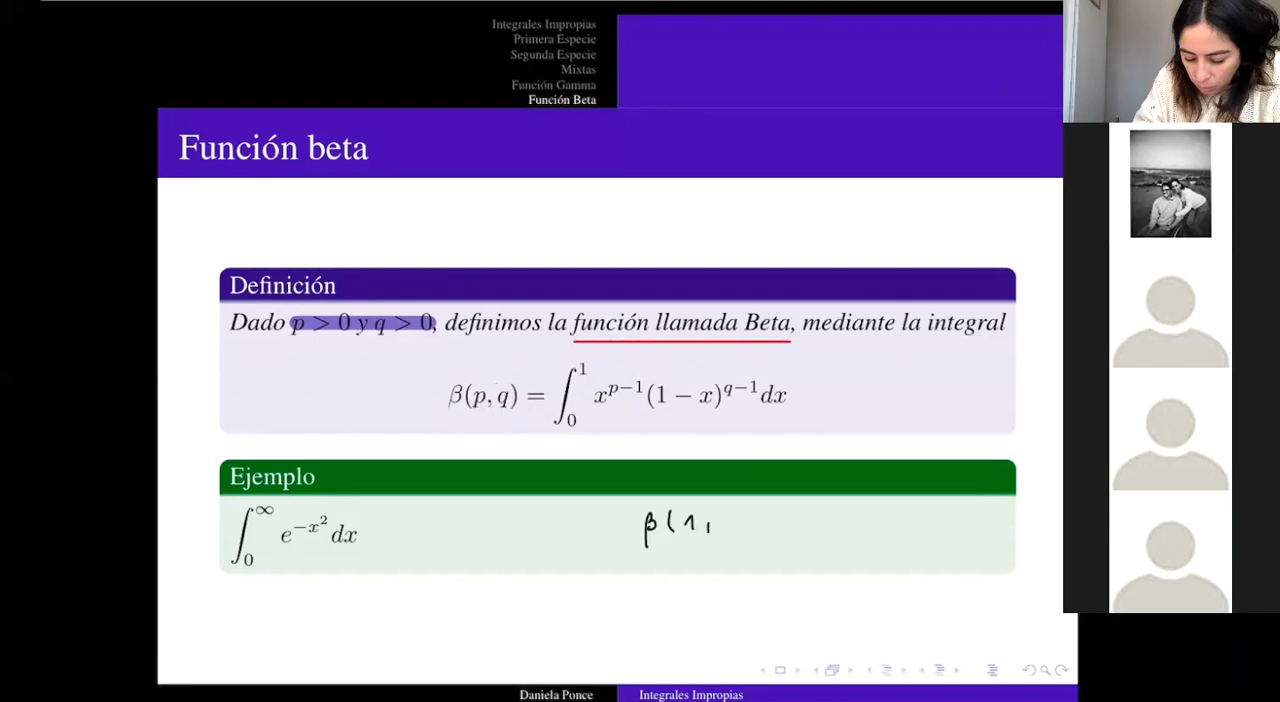 Integrales Impropias
Primera Especie
Segunda Especie
Mixtas
Función Gamma
Función Beta
Función beta
Definición
Dado p > 0 y q > 0, definimos la función llamada Beta, mediante la integral
β(p, q) = ∫₀¹ x^{p−1}(1 − x)^{q−1}dx
Ejemplo
∫₀^∞ e^{−x²} dx
β(1,
Daniela Ponce
Integrales Impropias